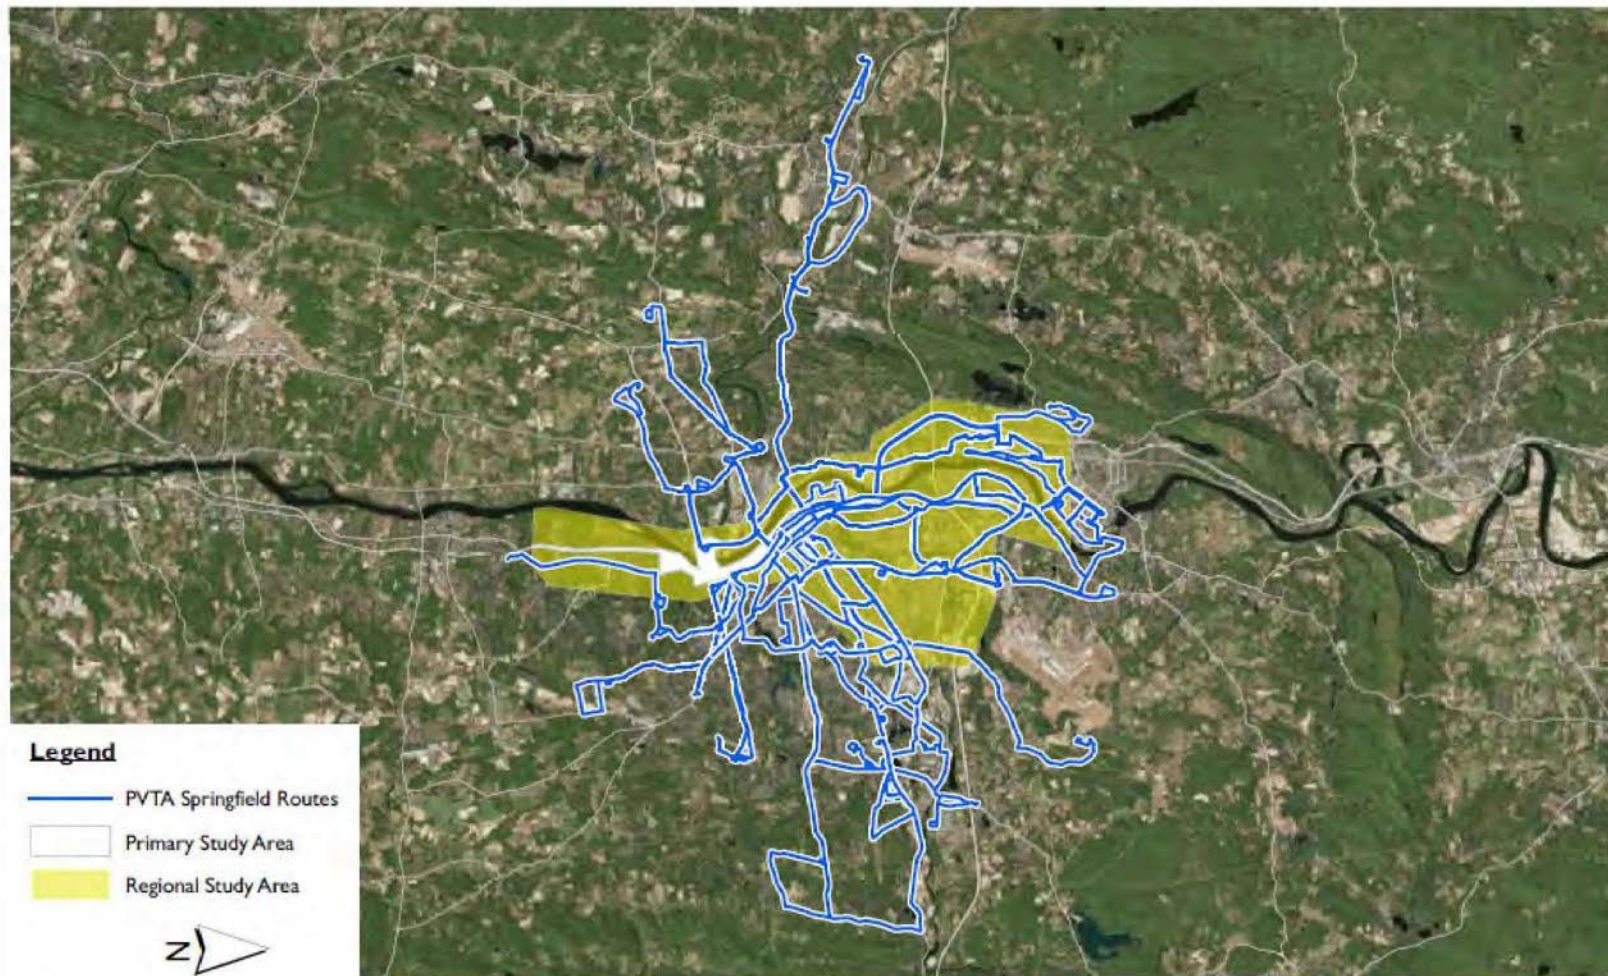 Legend
PVTA Springfield Routes
Primary Study Area
Regional Study Area
N